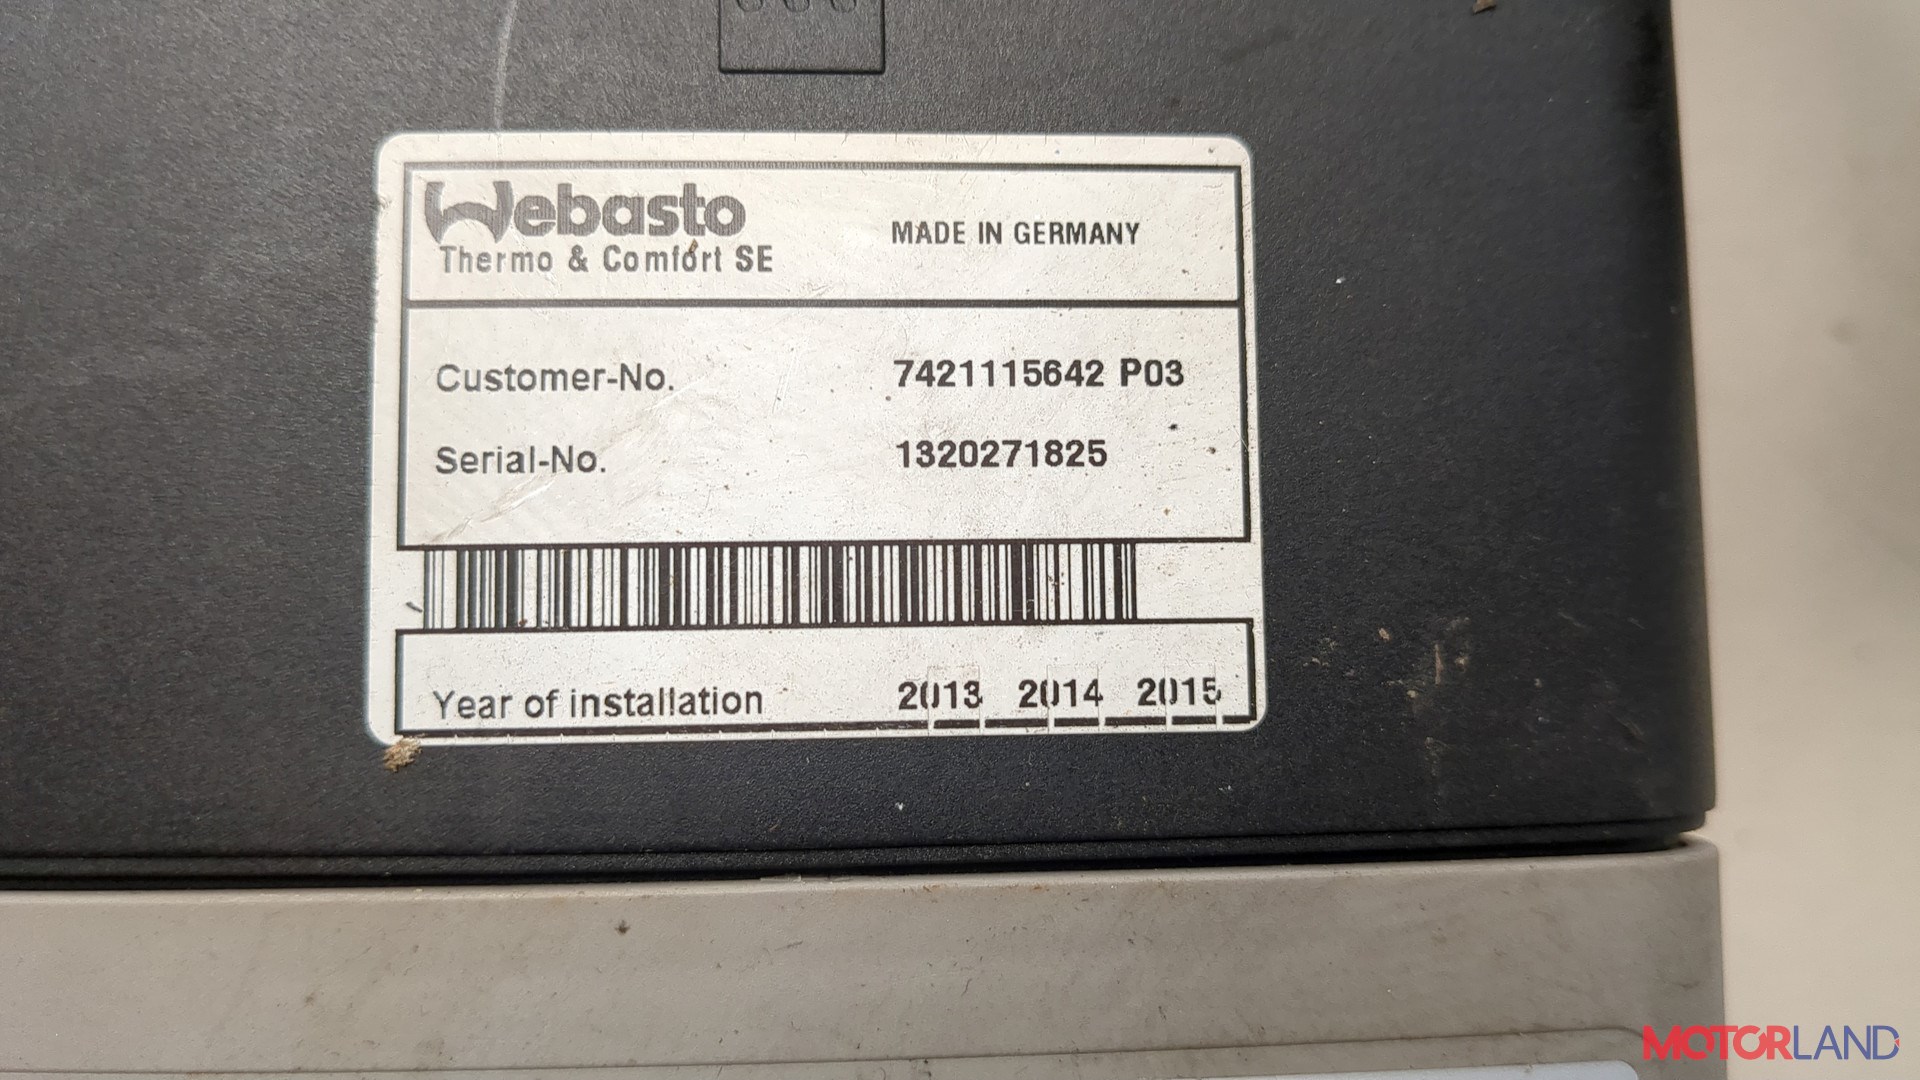 Webasto
Thermo & Comfort SE
MADE IN GERMANY
Customer-No. 7421115642 P03
Serial-No. 1320271825
Year of installation 2013 2014 2015
MOTORLAND